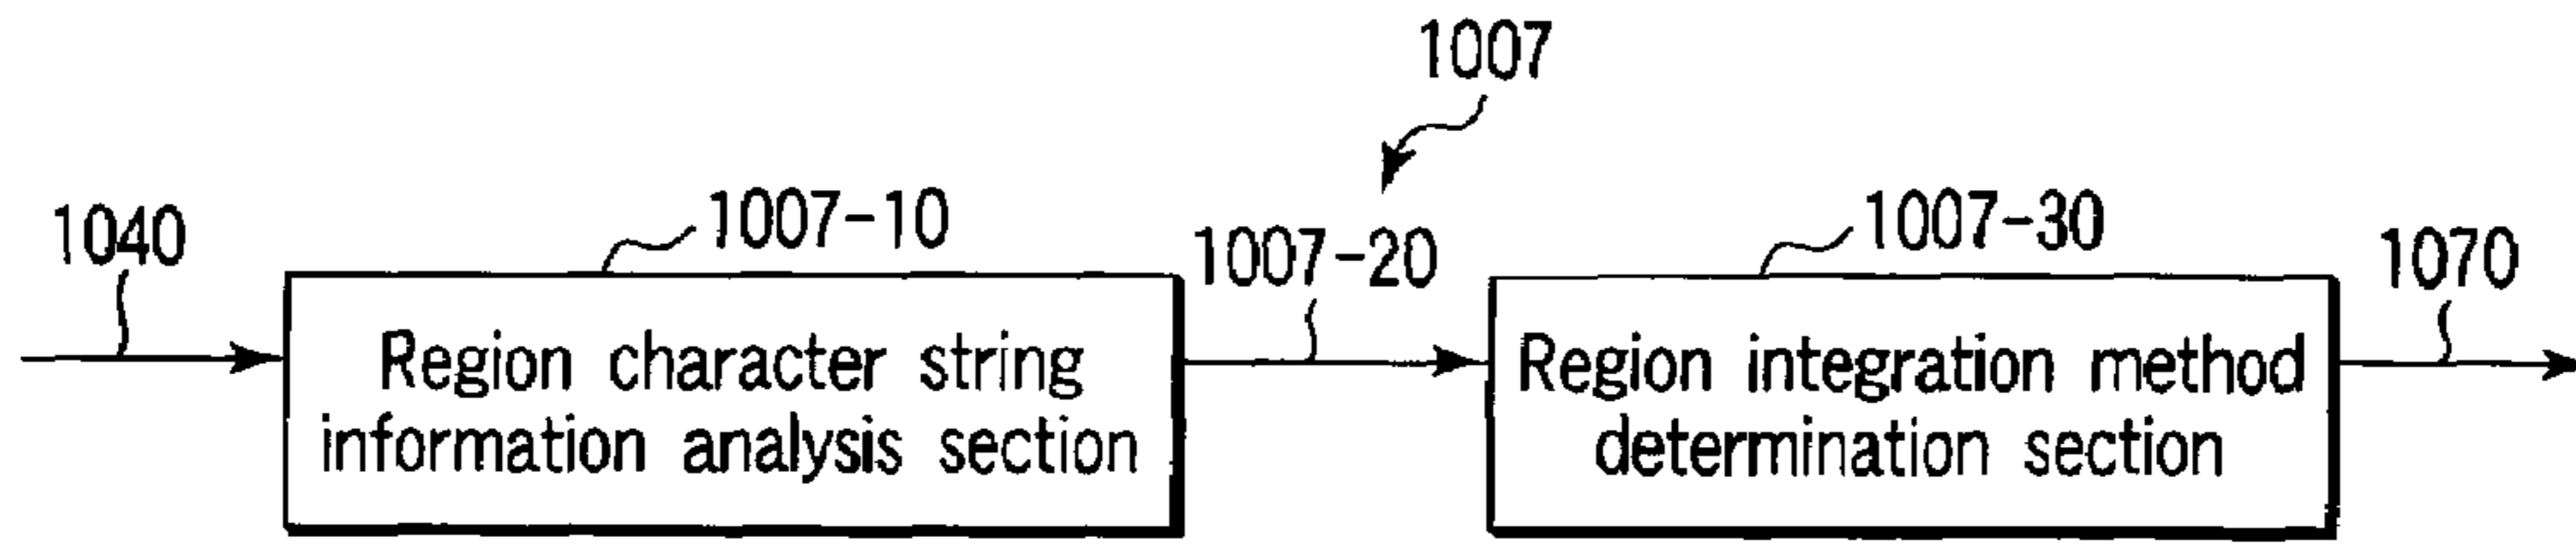 1007
1040
1007-10
1007-20
1007-30
1070
Region character string
information analysis section
Region integration method
determination section